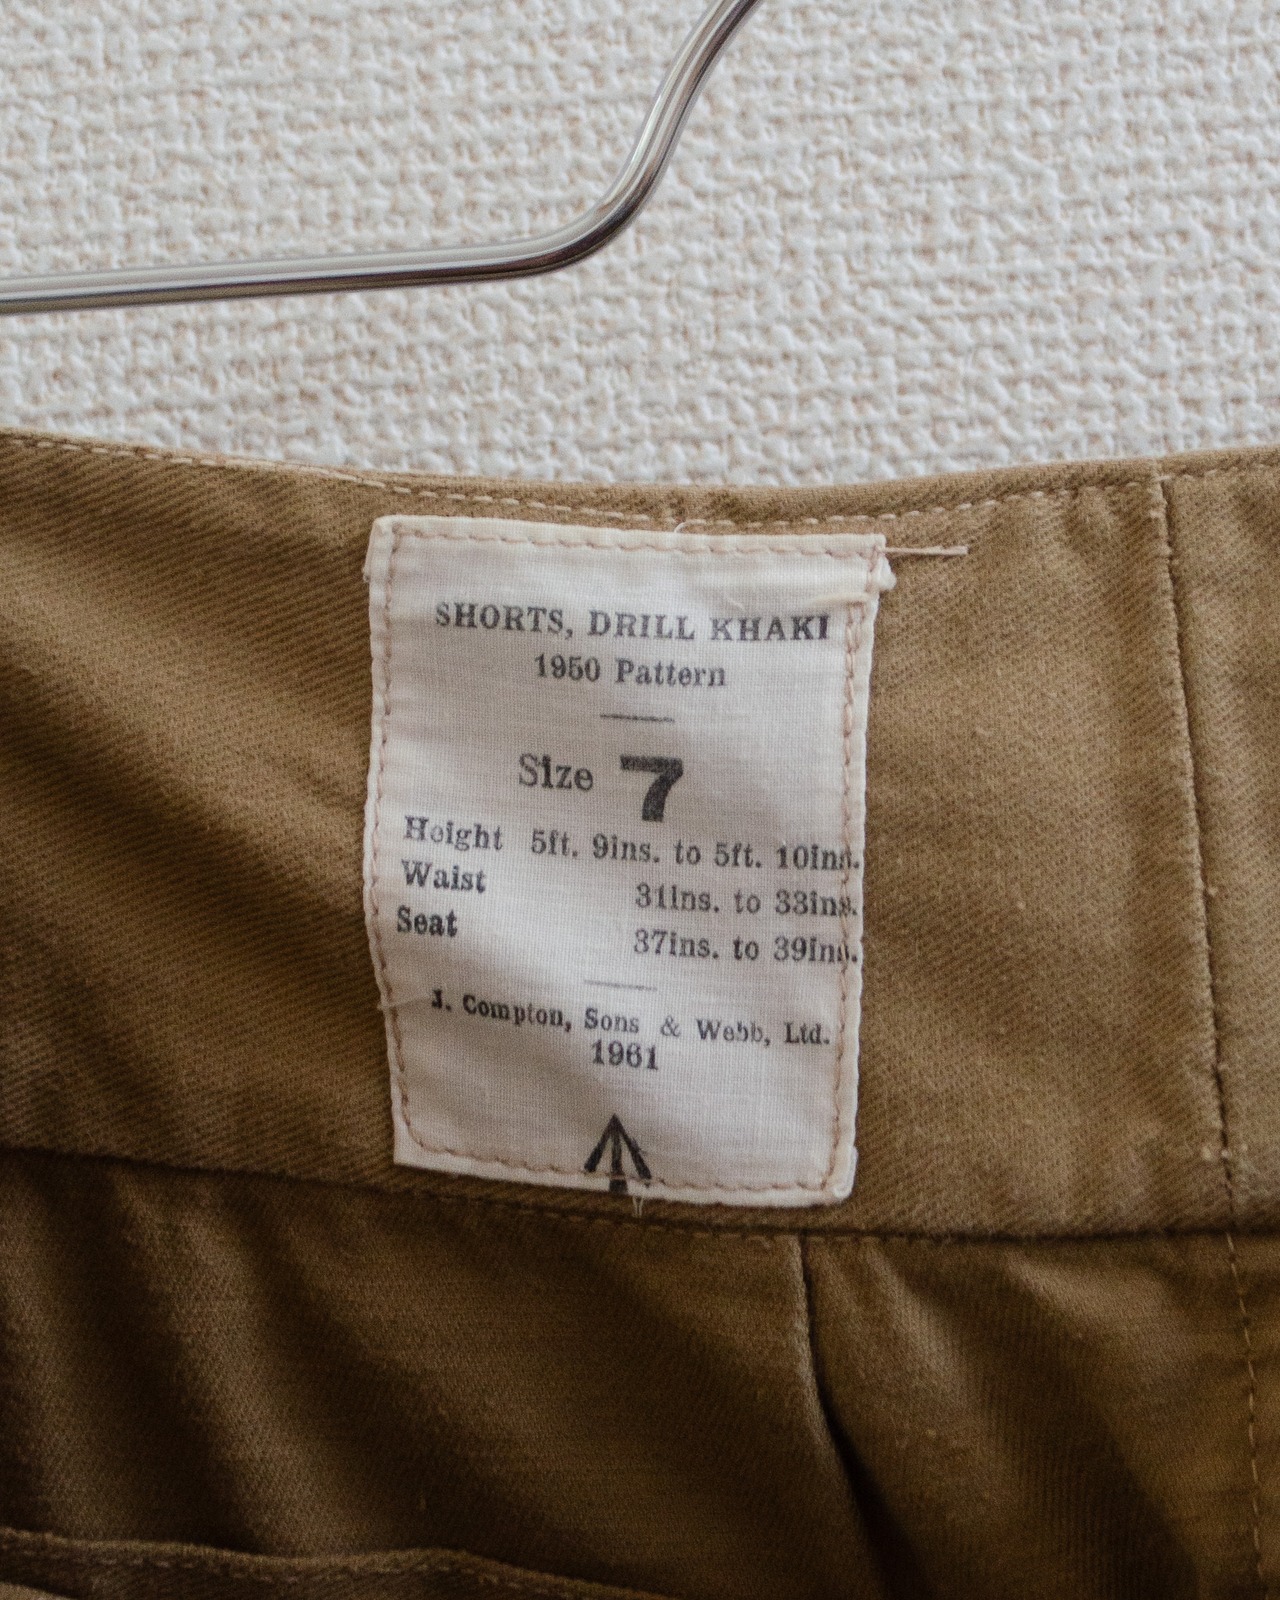 SHORTS, DRILL KHAKI
1950 Pattern
Size 7
Height 5ft. 9ins. to 5ft. 10ins.
Waist 31ins. to 33ins.
Seat 37ins. to 39ins.
J. Compton, Sons & Webb, Ltd.
1961